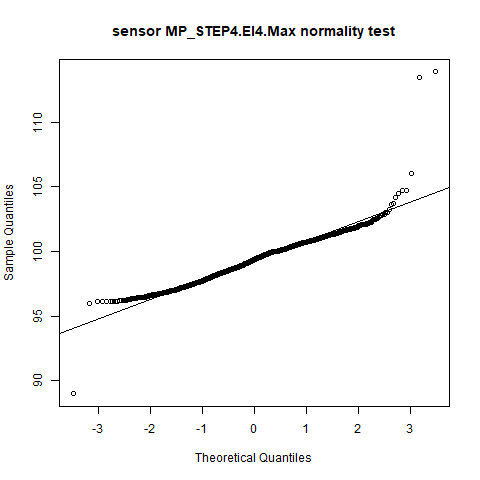 sensor MP_STEP4.EI4.Max normality test
Sample Quantiles
110
105
100
95
90
-3 -2 -1 0 1 2 3
Theoretical Quantiles